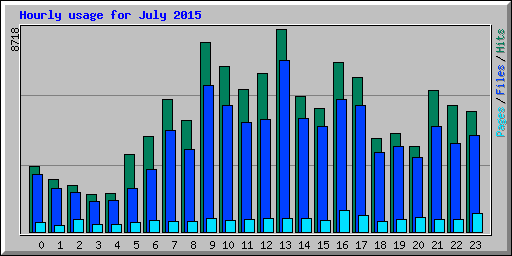 Hourly usage for July 2015
8718
Pages/Files/Hits
0 1 2 3 4 5 6 7 8 9 10 11 12 13 14 15 16 17 18 19 20 21 22 23